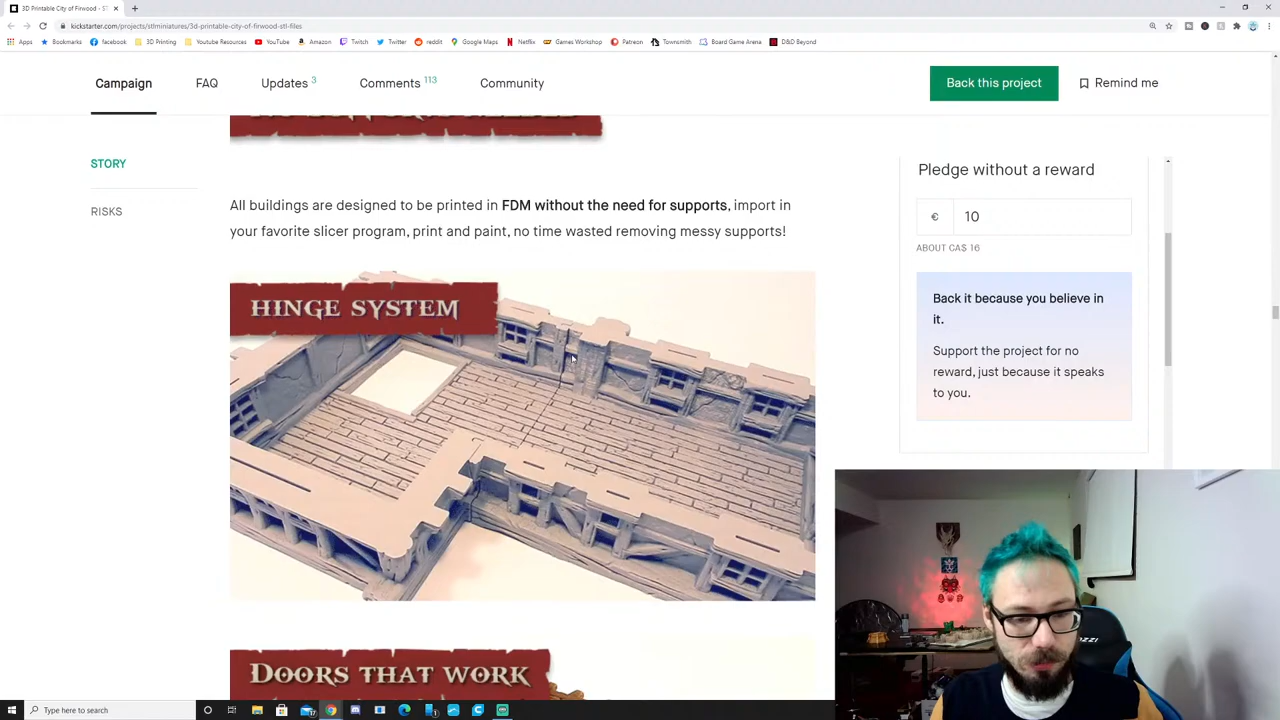 3D Printable City of Firwood - ST
kickstarter.com/projects/stlminiatures/3d-printable-city-of-firwood-stl-files
Apps Bookmarks facebook 3D Printing Youtube Resources YouTube Amazon Twitch Twitter reddit Google Maps Netflix Games Workshop Patreon Townsmith Board Game Arena D&D Beyond
Campaign FAQ Updates 3 Comments 113 Community Back this project Remind me
STORY
RISKS
All buildings are designed to be printed in FDM without the need for supports, import in
your favorite slicer program, print and paint, no time wasted removing messy supports!
HINGE SYSTEM
DOORS THAT WORK
Pledge without a reward
€ 10
ABOUT CA$ 16
Back it because you believe in
it.
Support the project for no
reward, just because it speaks
to you.
Type here to search